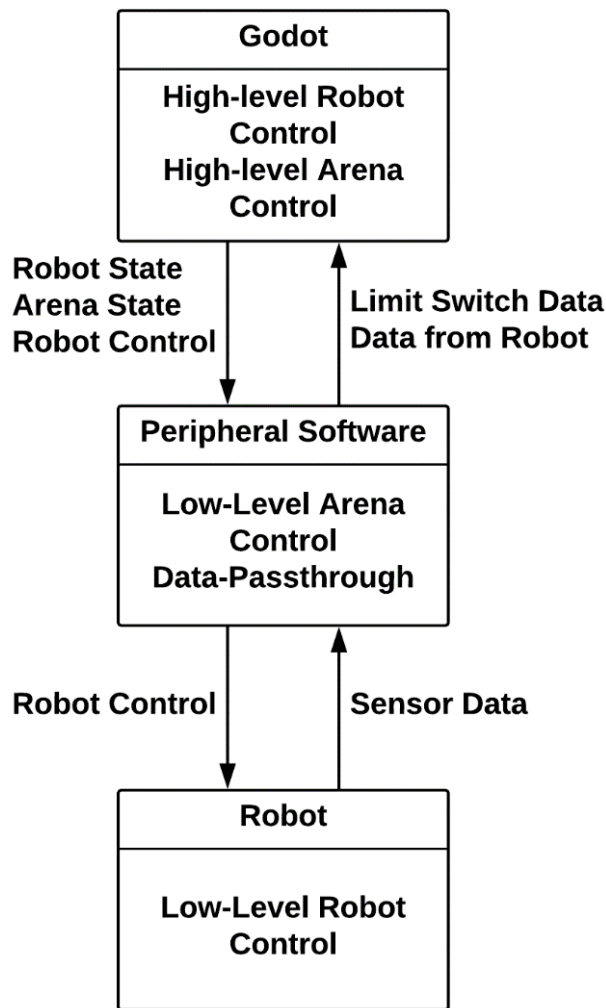 Godot
High-level Robot
Control
High-level Arena
Control
Robot State
Arena State
Robot Control
Limit Switch Data
Data from Robot
Peripheral Software
Low-Level Arena
Control
Data-Passthrough
Robot Control
Sensor Data
Robot
Low-Level Robot
Control